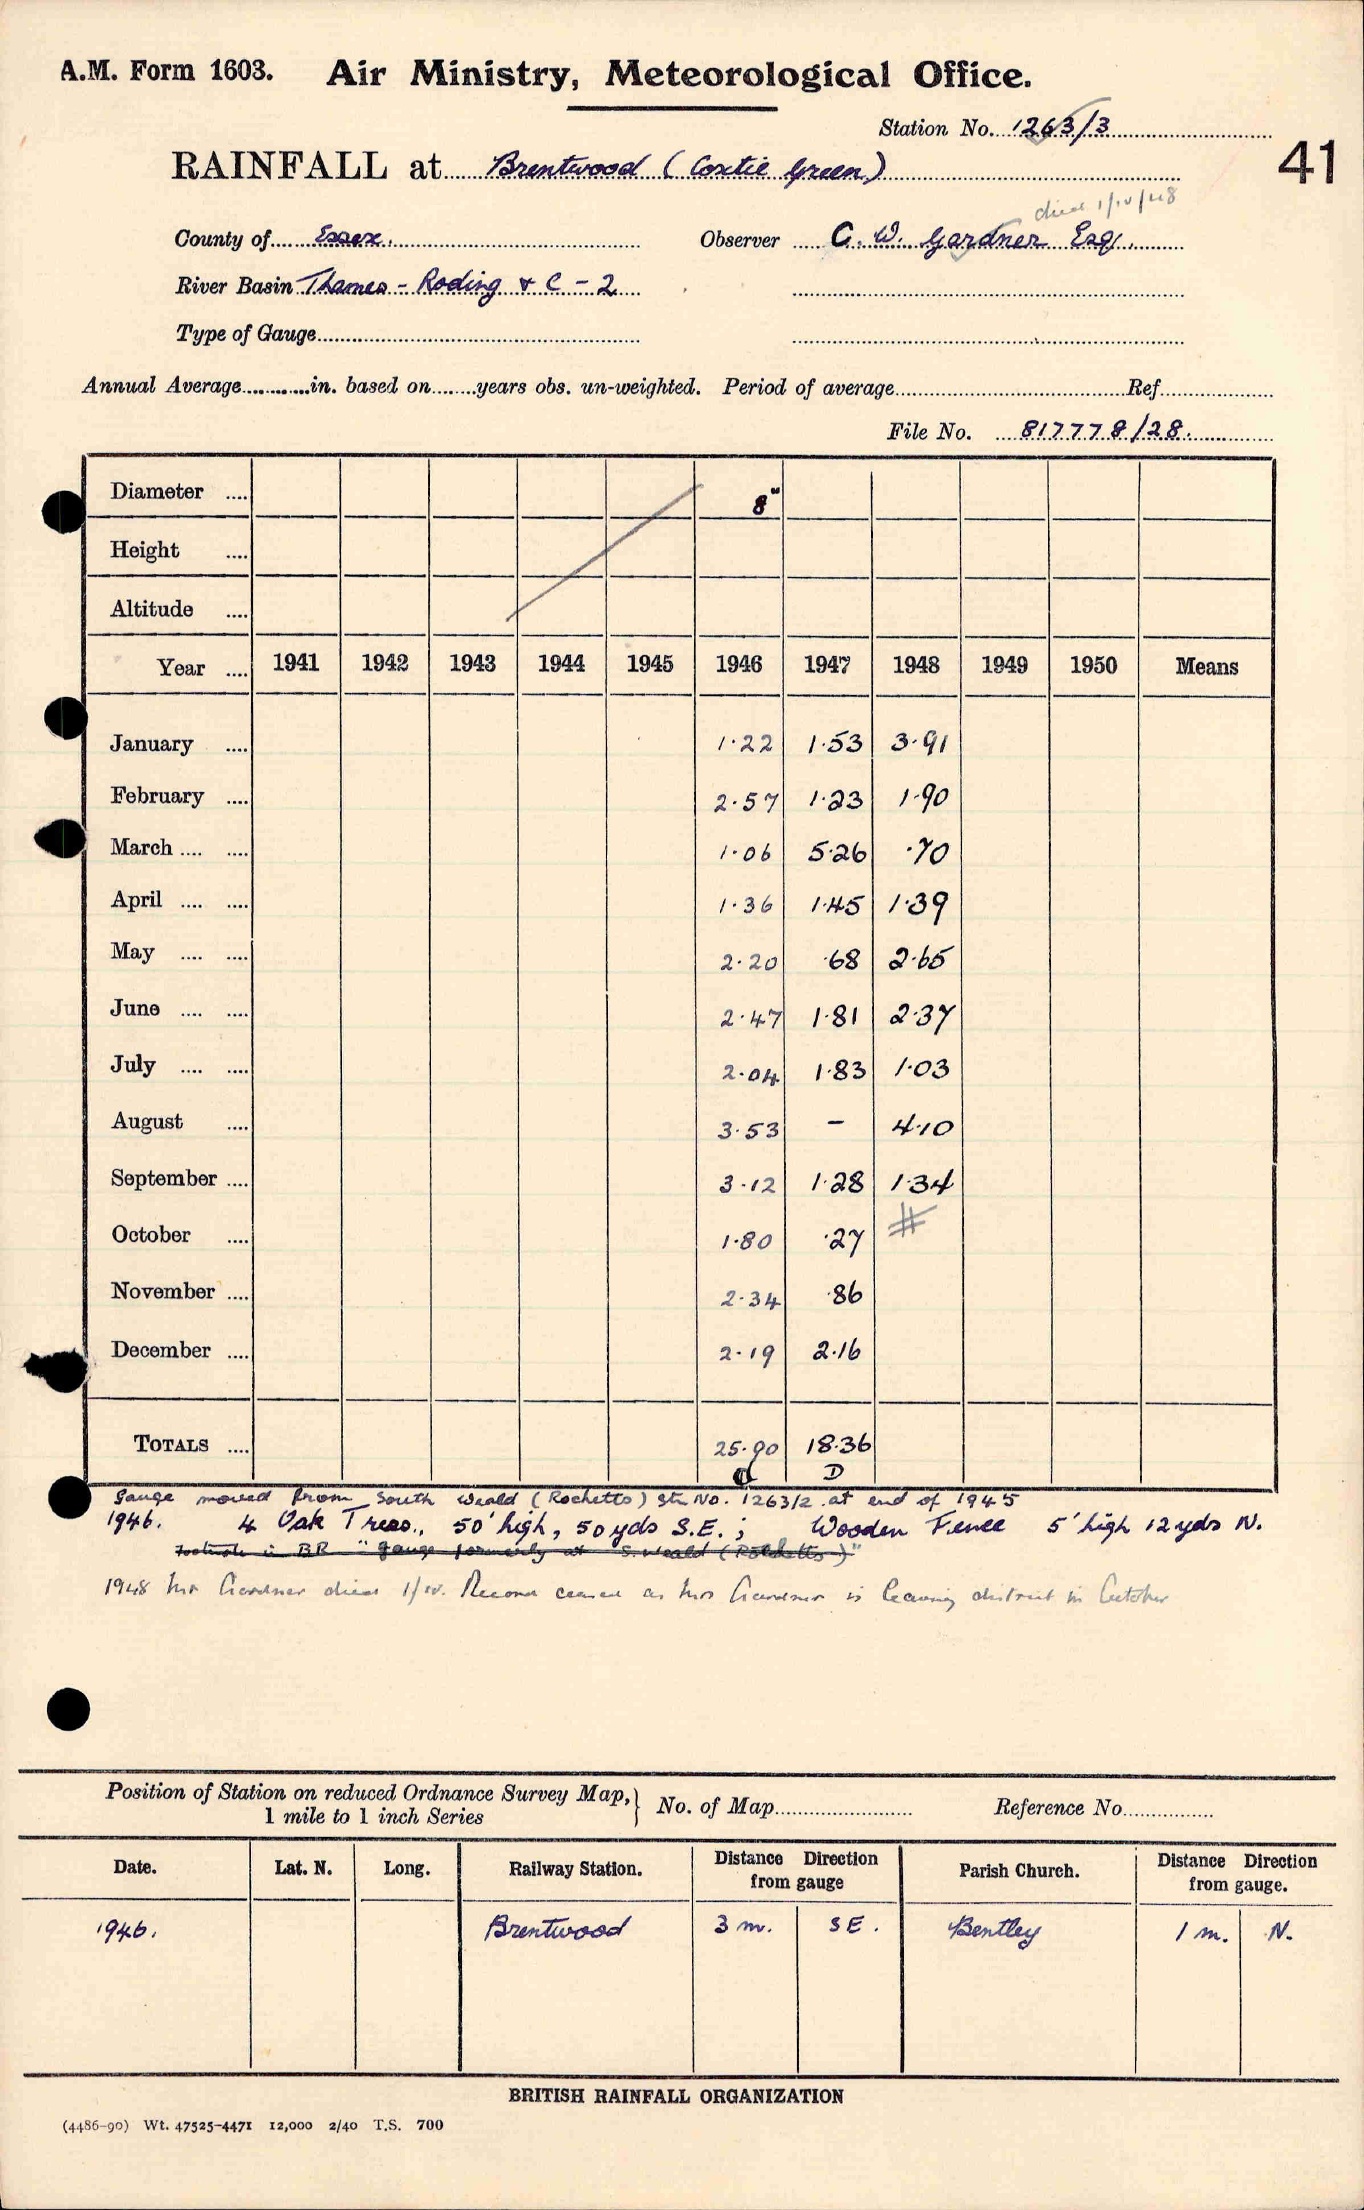 A.M. Form 1603. Air Ministry, Meteorological Office.
Station No. 1263/3
41
RAINFALL at Brentwood (Coxtie Green)
died 1/10/48
County of Essex. Observer C. W. Gardner Esq.
River Basin Thames - Roding & C - 2
Type of Gauge
Annual Average in. based on years obs. un-weighted. Period of average Ref
File No. 817778/28.
Diameter .... 8"
Height ....
Altitude ....
Year .... 1941 1942 1943 1944 1945 1946 1947 1948 1949 1950 Means
January .... 1·22 1·53 3·91
February .... 2·57 1·23 1·90
March .... .... 1·06 5·26 ·70
April .... .... 1·36 1·45 1·39
May .... .... 2·20 ·68 2·65
June .... .... 2·47 1·81 2·37
July .... .... 2·04 1·83 1·03
August .... 3·53 - 4·10
September .... 3·12 1·28 1·34
October .... 1·80 ·27 #
November .... 2·34 ·86
December .... 2·19 2·16
TOTALS .... 25·90 18·36
D
Gauge moved from South Weald (Rochetts) Stn No. 1263/2 at end of 1945
1946. 4 Oak Trees, 50' high, 50 yds S.E.; Wooden Fence 5' high 12 yds N.
Footnote in BR "Gauge formerly at S. Weald (Rochetts)"
1948 Mr Gardner died 1/10. Record ceased as Mrs Gardner is leaving district in October
Position of Station on reduced Ordnance Survey Map, 1 mile to 1 inch Series } No. of Map Reference No
Date. Lat. N. Long. Railway Station. Distance Direction from gauge Parish Church. Distance Direction from gauge.
1946. Brentwood 3 m. SE. Bentley 1 m. N.
BRITISH RAINFALL ORGANIZATION
(4486-90) Wt. 47525-4471 12,000 2/40 T.S. 700